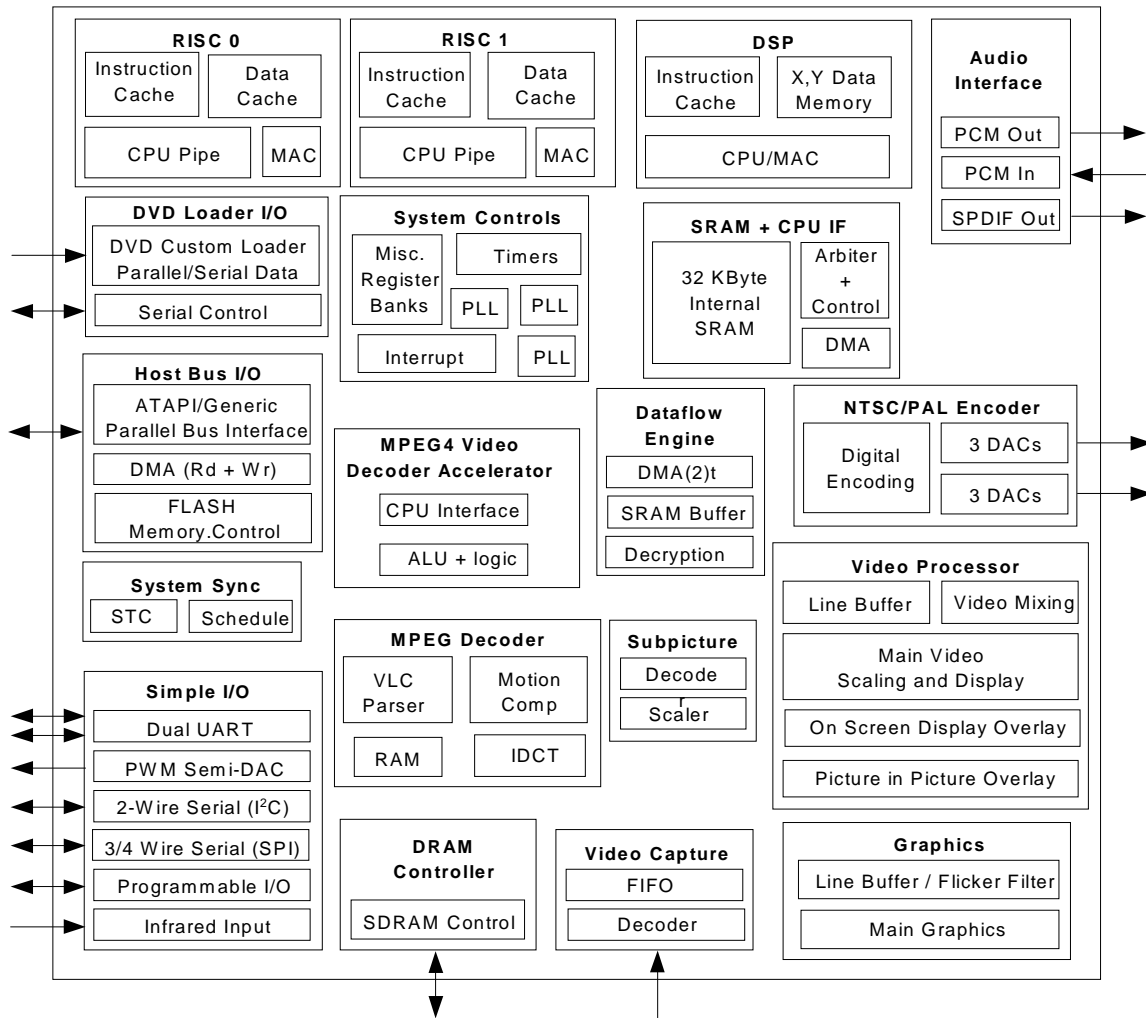 RISC 0
Instruction
Cache
Data
Cache
CPU Pipe
MAC
RISC 1
Instruction
Cache
Data
Cache
CPU Pipe
MAC
DSP
Instruction
Cache
X,Y Data
Memory
CPU/MAC
Audio
Interface
PCM Out
PCM In
SPDIF Out
DVD Loader I/O
DVD Custom Loader
Parallel/Serial Data
Serial Control
System Controls
Misc.
Register
Banks
Timers
PLL
PLL
Interrupt
PLL
SRAM + CPU IF
32 KByte
Internal
SRAM
Arbiter
+
Control
DMA
Host Bus I/O
ATAPI/Generic
Parallel Bus Interface
DMA (Rd + Wr)
FLASH
Memory.Control
MPEG4 Video
Decoder Accelerator
CPU Interface
ALU + logic
Dataflow
Engine
DMA(2)t
SRAM Buffer
Decryption
NTSC/PAL Encoder
Digital
Encoding
3 DACs
3 DACs
System Sync
STC
Schedule
MPEG Decoder
VLC
Parser
Motion
Comp
RAM
IDCT
Subpicture
Decode
r
Scaler
Video Processor
Line Buffer
Video Mixing
Main Video
Scaling and Display
On Screen Display Overlay
Picture in Picture Overlay
Simple I/O
Dual UART
PWM Semi-DAC
2-Wire Serial (I²C)
3/4 Wire Serial (SPI)
Programmable I/O
Infrared Input
DRAM
Controller
SDRAM Control
Video Capture
FIFO
Decoder
Graphics
Line Buffer / Flicker Filter
Main Graphics